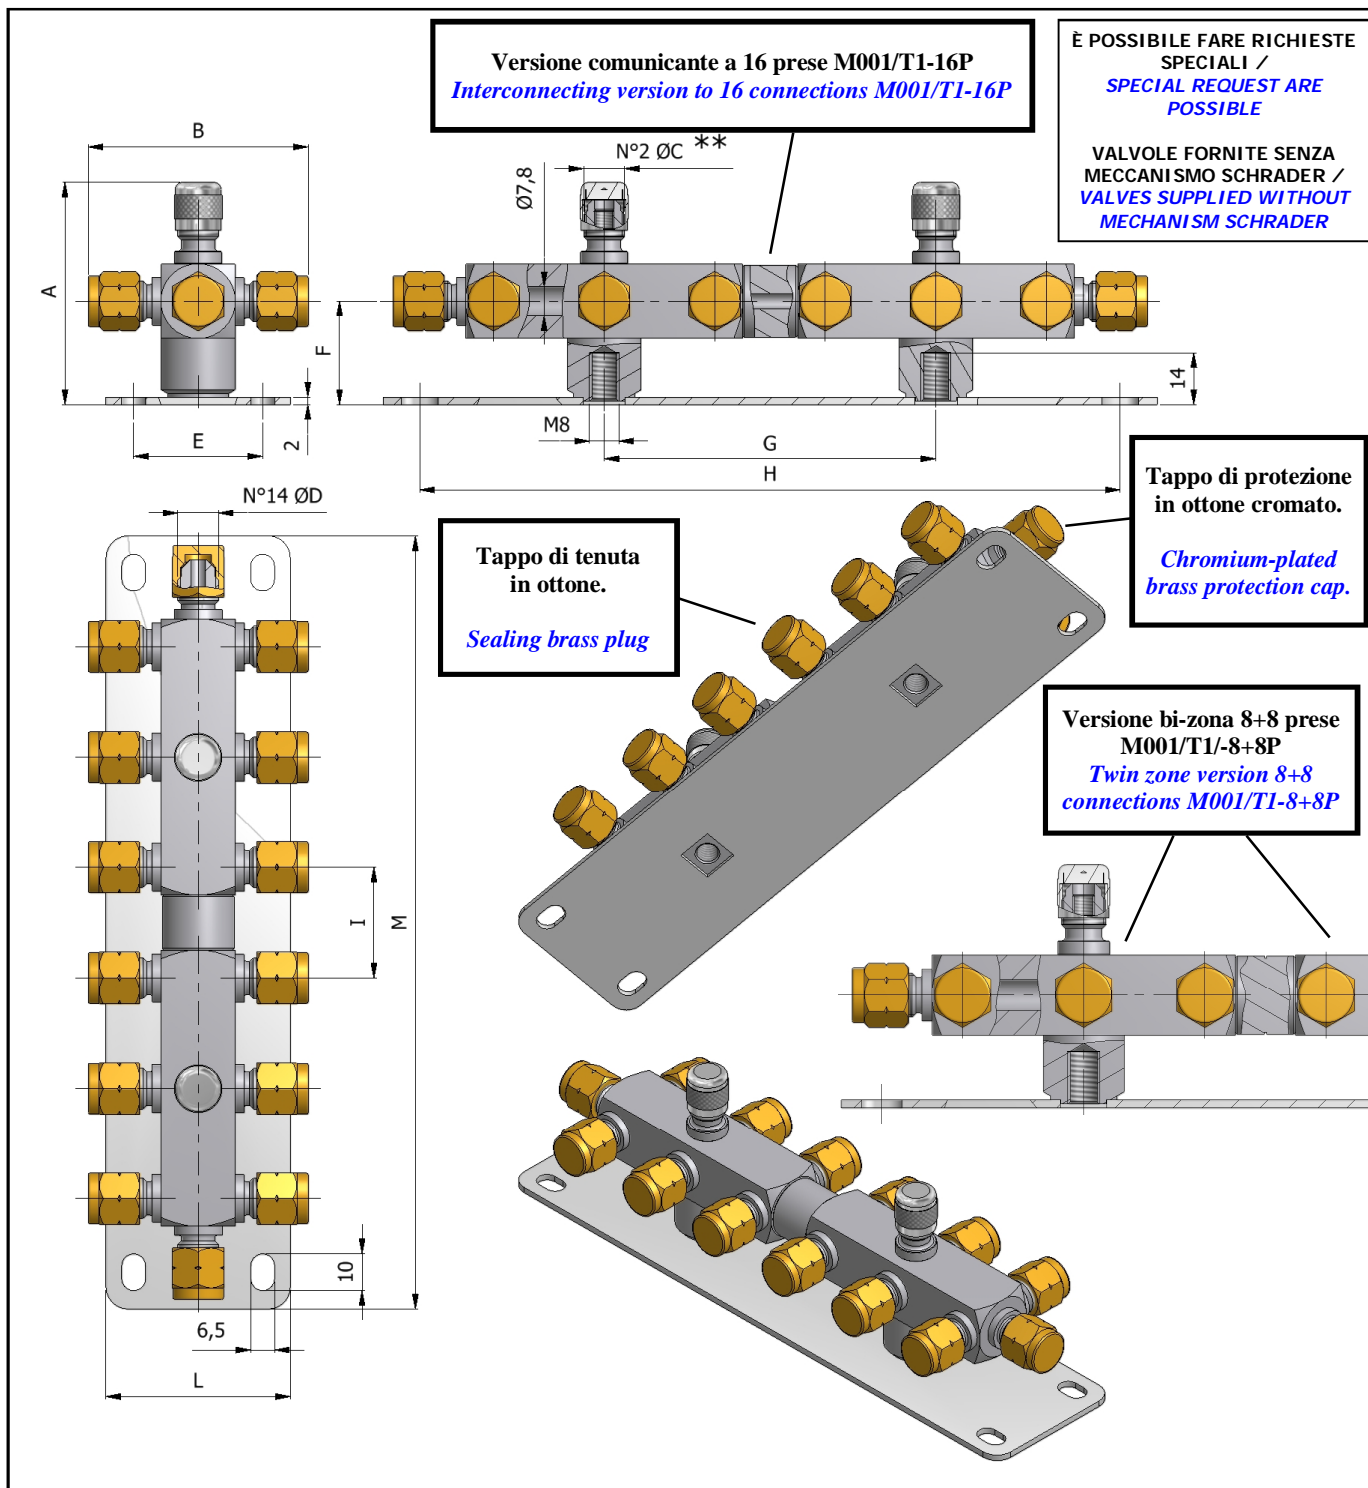 Versione comunicante a 16 prese M001/T1-16P
Interconnecting version to 16 connections M001/T1-16P
È POSSIBILE FARE RICHIESTE
SPECIALI /
SPECIAL REQUEST ARE
POSSIBLE
VALVOLE FORNITE SENZA
MECCANISMO SCHRADER /
VALVES SUPPLIED WITHOUT
MECHANISM SCHRADER
B
A
E
2
N°2 ØC **
Ø7,8
F
14
M8
G
H
N°14 ØD
Tappo di tenuta
in ottone.
Sealing brass plug
Tappo di protezione
in ottone cromato.
Chromium-plated
brass protection cap.
Versione bi-zona 8+8 prese
M001/T1/-8+8P
Twin zone version 8+8
connections M001/T1-8+8P
I
M
10
6,5
L